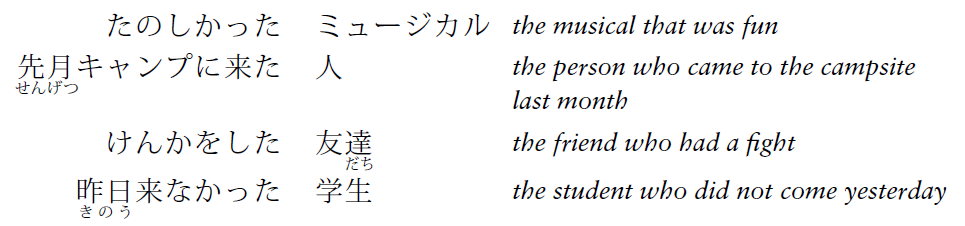 たのしかった ミュージカル the musical that was fun
先月キャンプに来た 人 the person who came to the campsite
せんげつ
last month
けんかをした 友達 the friend who had a fight
だち
昨日来なかった 学生 the student who did not come yesterday
きのう